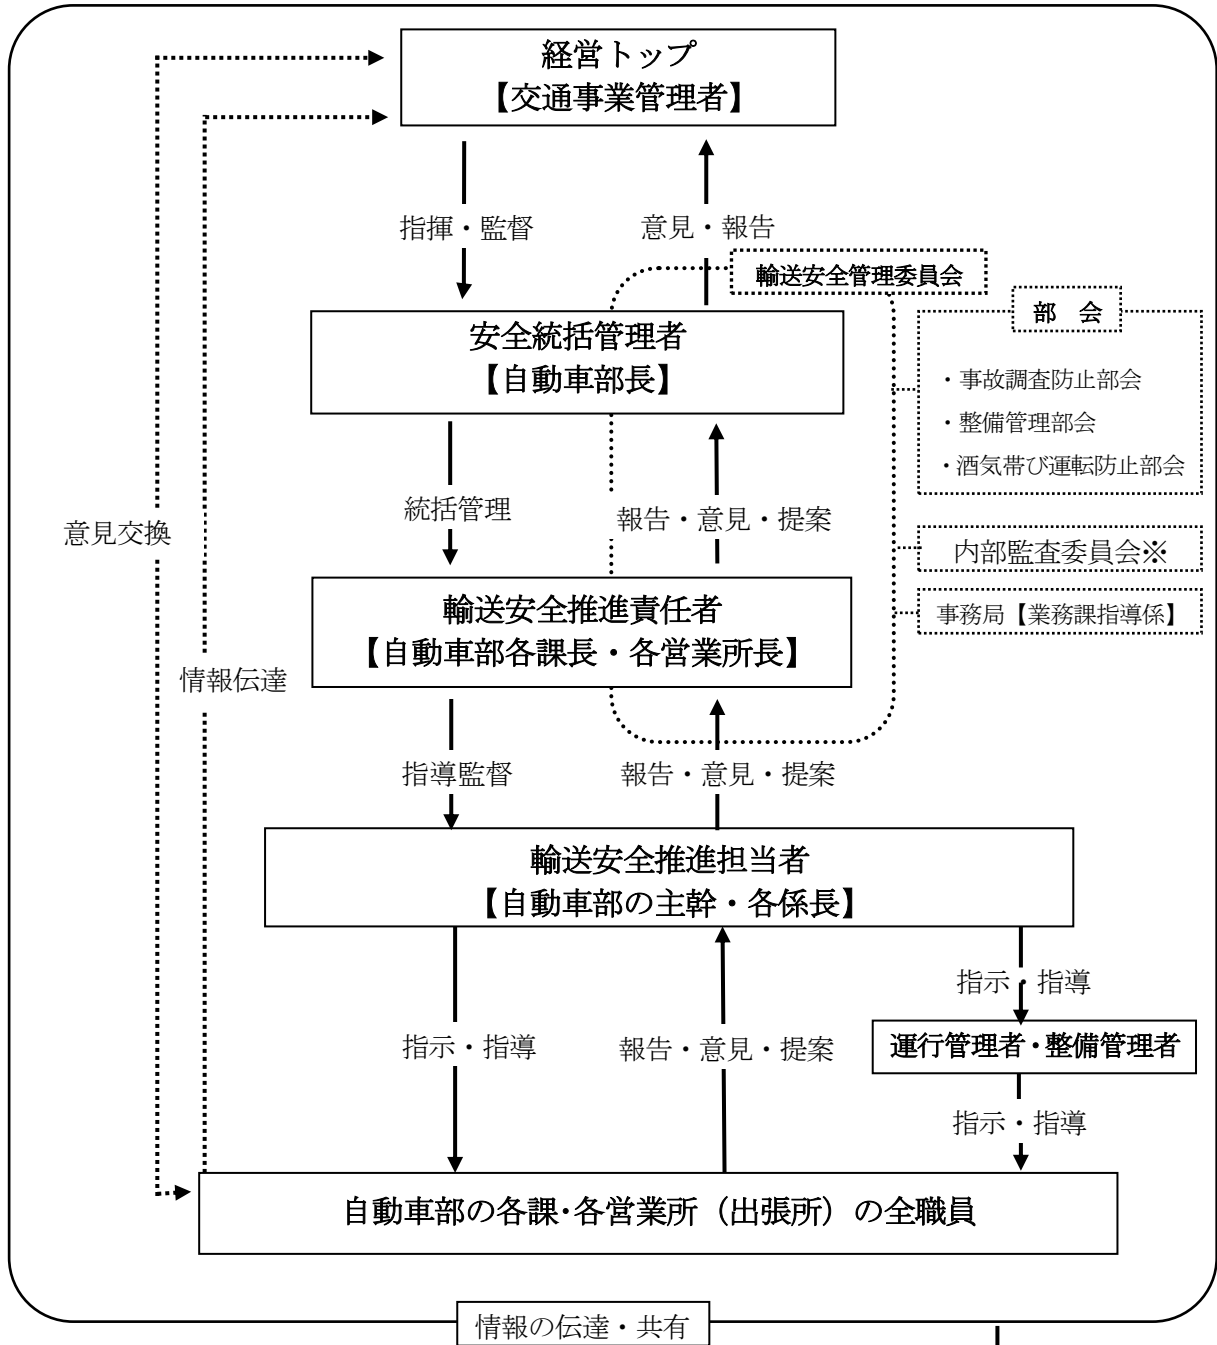 経営トップ
【交通事業管理者】
指揮・監督
意見・報告
輸送安全管理委員会
部　会
安全統括管理者
【自動車部長】
・事故調査防止部会
・整備管理部会
・酒気帯び運転防止部会
統括管理
報告・意見・提案
意見交換
内部監査委員会※
輸送安全推進責任者
【自動車部各課長・各営業所長】
事務局【業務課指導係】
情報伝達
指導監督
報告・意見・提案
輸送安全推進担当者
【自動車部の主幹・各係長】
指示・指導
指示・指導
報告・意見・提案
運行管理者・整備管理者
指示・指導
自動車部の各課・各営業所（出張所）の全職員
情報の伝達・共有